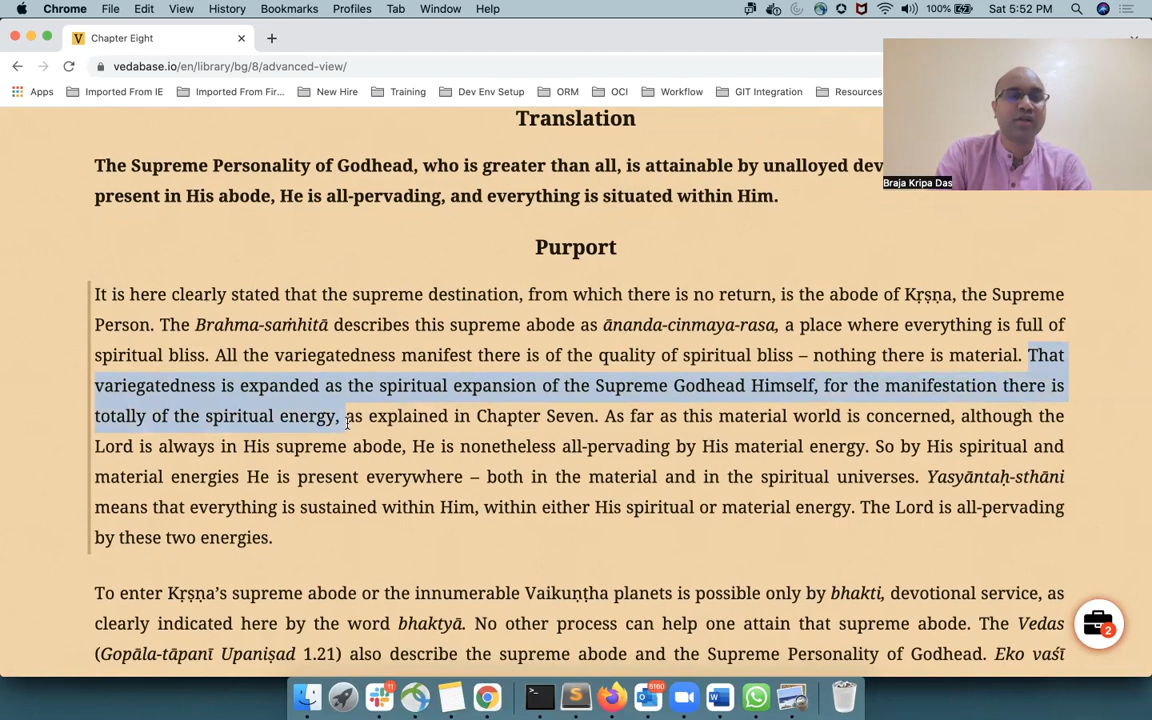 Chrome File Edit View History Bookmarks Profiles Tab Window Help 100% Sat 5:52 PM
Chapter Eight
vedabase.io/en/library/bg/8/advanced-view/
Apps Imported From IE Imported From Fir... New Hire Training Dev Env Setup ORM OCI Workflow GIT Integration Resources
Translation
The Supreme Personality of Godhead, who is greater than all, is attainable by unalloyed dev
present in His abode, He is all-pervading, and everything is situated within Him.
Braja Kripa Das
Purport
It is here clearly stated that the supreme destination, from which there is no return, is the abode of Kṛṣṇa, the Supreme
Person. The Brahma-saṁhitā describes this supreme abode as ānanda-cinmaya-rasa, a place where everything is full of
spiritual bliss. All the variegatedness manifest there is of the quality of spiritual bliss – nothing there is material. That
variegatedness is expanded as the spiritual expansion of the Supreme Godhead Himself, for the manifestation there is
totally of the spiritual energy, as explained in Chapter Seven. As far as this material world is concerned, although the
Lord is always in His supreme abode, He is nonetheless all-pervading by His material energy. So by His spiritual and
material energies He is present everywhere – both in the material and in the spiritual universes. Yasyāntaḥ-sthāni
means that everything is sustained within Him, within either His spiritual or material energy. The Lord is all-pervading
by these two energies.
To enter Kṛṣṇa’s supreme abode or the innumerable Vaikuṇṭha planets is possible only by bhakti, devotional service, as
clearly indicated here by the word bhaktyā. No other process can help one attain that supreme abode. The Vedas
(Gopāla-tāpanī Upaniṣad 1.21) also describe the supreme abode and the Supreme Personality of Godhead. Eko vaśī
2
11
5160